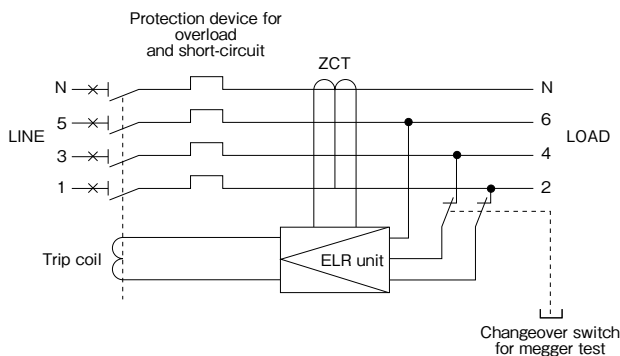 Protection device for
overload
and short-circuit
ZCT
N
N
5
6
LINE
LOAD
3
4
1
2
Trip coil
ELR unit
Changeover switch
for megger test